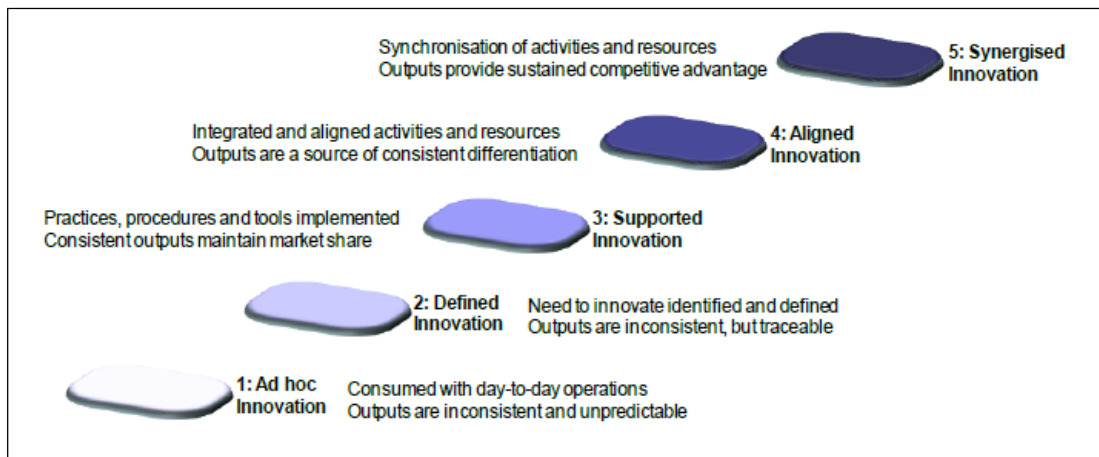 Synchronisation of activities and resources
Outputs provide sustained competitive advantage
5: Synergised
Innovation
Integrated and aligned activities and resources
Outputs are a source of consistent differentiation
4: Aligned
Innovation
Practices, procedures and tools implemented
Consistent outputs maintain market share
3: Supported
Innovation
2: Defined
Innovation
Need to innovate identified and defined
Outputs are inconsistent, but traceable
1: Ad hoc
Innovation
Consumed with day-to-day operations
Outputs are inconsistent and unpredictable